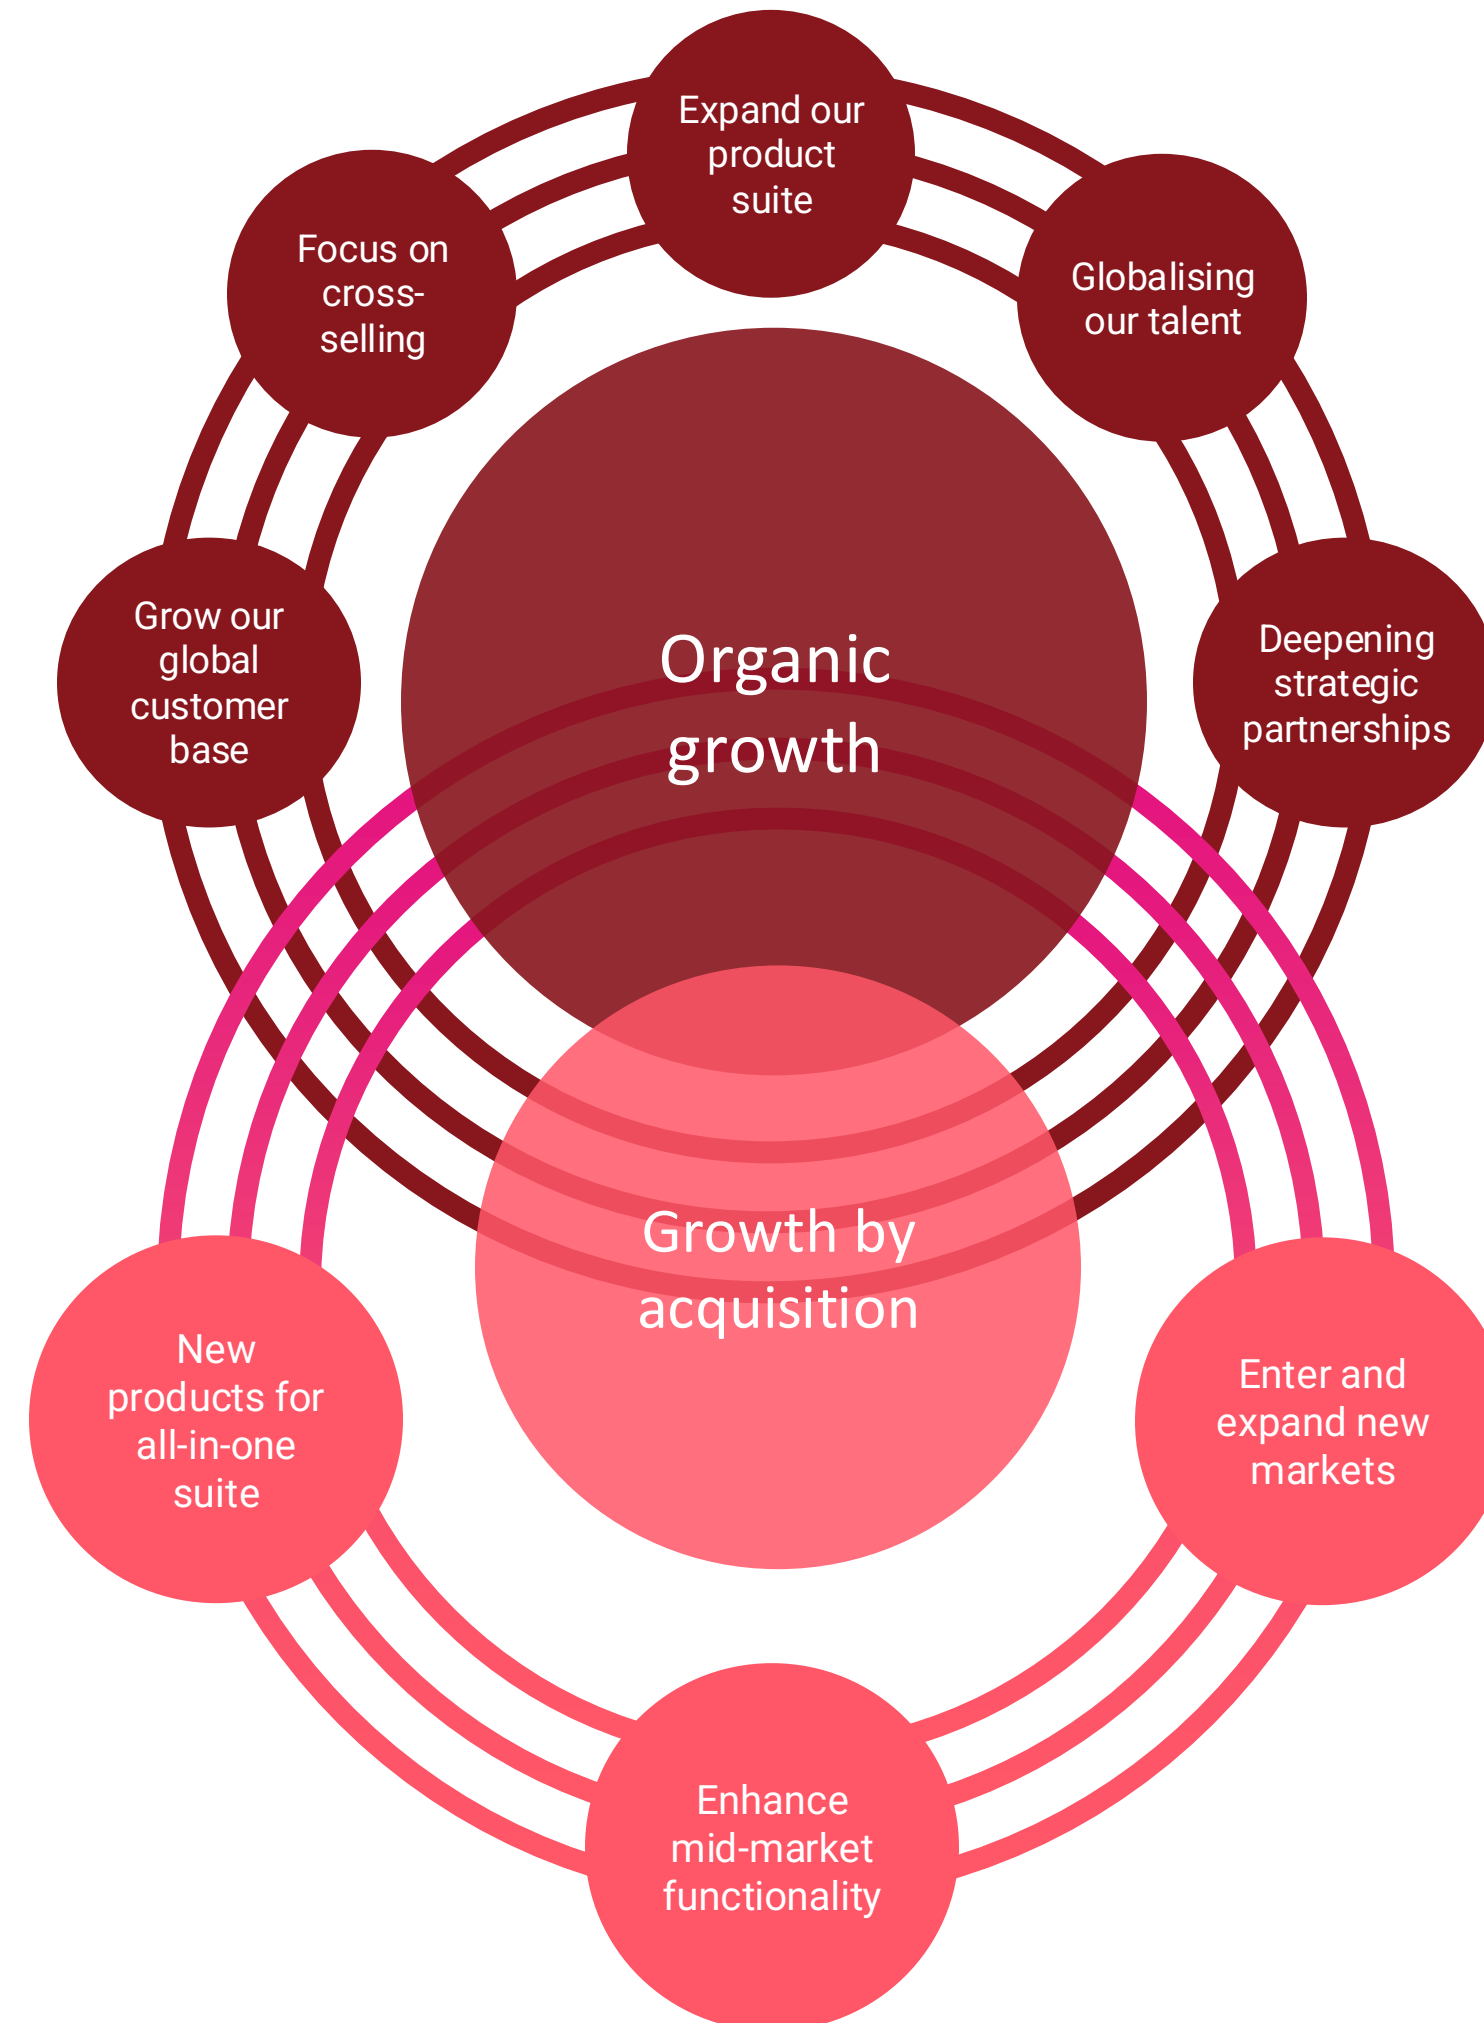 Expand our
product
suite
Focus on
cross-
selling
Globalising
our talent
Grow our
global
customer
base
Organic
growth
Deepening
strategic
partnerships
Growth by
acquisition
New
products for
all-in-one
suite
Enter and
expand new
markets
Enhance
mid-market
functionality